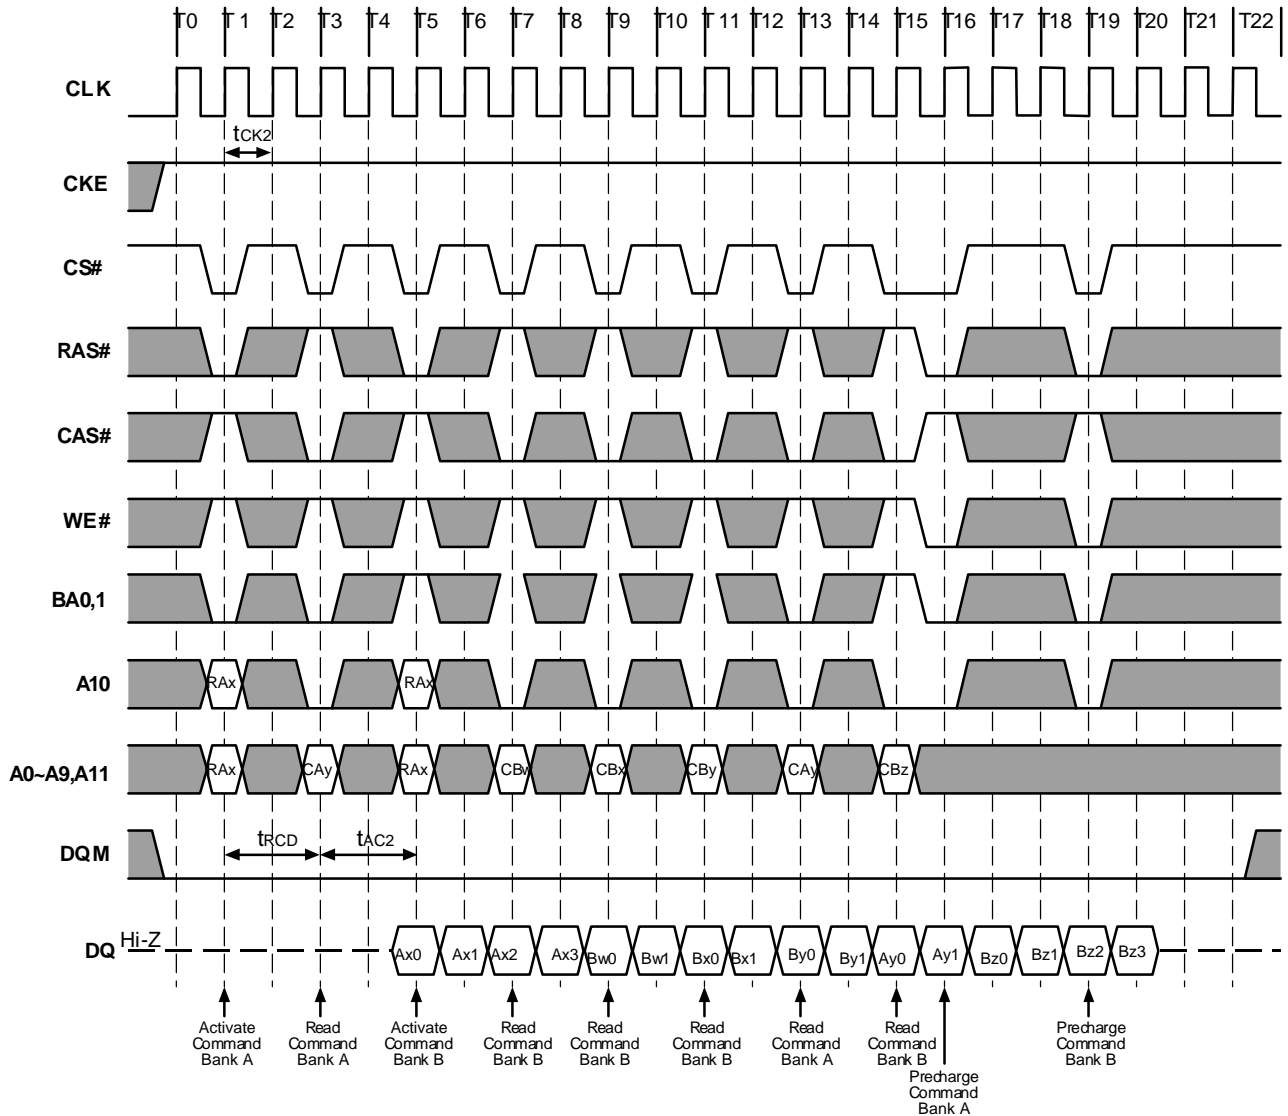 T0 T 1 T2 T3 T4 T5 T6 T7 T8 T9 T10 T 11 T12 T13 T14 T15 T16 T17 T18 T19 T20 T21 T22
CLK
tCK2
CKE
CS#
RAS#
CAS#
WE#
BA0,1
A10 RAx RAx
A0~A9,A11 RAx CAy RAx CBw CBx CBy CAy CBz
tRCD tAC2
DQM
Hi-Z
DQ Ax0 Ax1 Ax2 Ax3 Bw0 Bw1 Bx0 Bx1 By0 By1 Ay0 Ay1 Bz0 Bz1 Bz2 Bz3
Activate Command Bank A
Read Command Bank A
Activate Command Bank B
Read Command Bank B
Read Command Bank B
Read Command Bank B
Read Command Bank A
Read Command Bank B
Precharge Command Bank A
Precharge Command Bank B